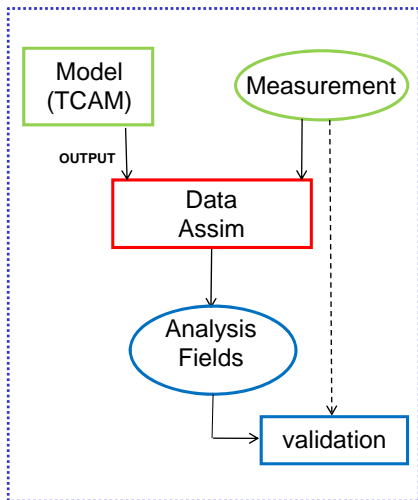 Model
(TCAM)
Measurement
OUTPUT
Data
Assim
Analysis
Fields
validation